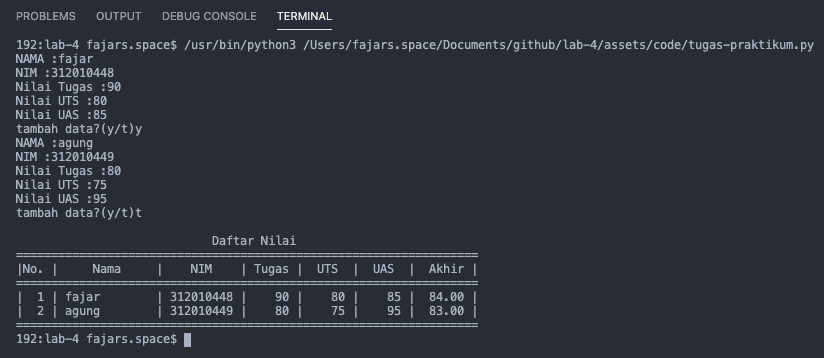 PROBLEMS OUTPUT DEBUG CONSOLE TERMINAL
192:lab-4 fajars.space$ /usr/bin/python3 /Users/fajars.space/Documents/github/lab-4/assets/code/tugas-praktikum.py
NAMA :fajar
NIM :312010448
Nilai Tugas :90
Nilai UTS :80
Nilai UAS :85
tambah data?(y/t)y
NAMA :agung
NIM :312010449
Nilai Tugas :80
Nilai UTS :75
Nilai UAS :95
tambah data?(y/t)t
Daftar Nilai
==================================================================
|No. |     Nama     |    NIM    | Tugas |  UTS  |  UAS  |  Akhir |
==================================================================
|  1 | fajar        | 312010448 |    90 |    80 |    85 |  84.00 |
|  2 | agung        | 312010449 |    80 |    75 |    95 |  83.00 |
==================================================================
192:lab-4 fajars.space$